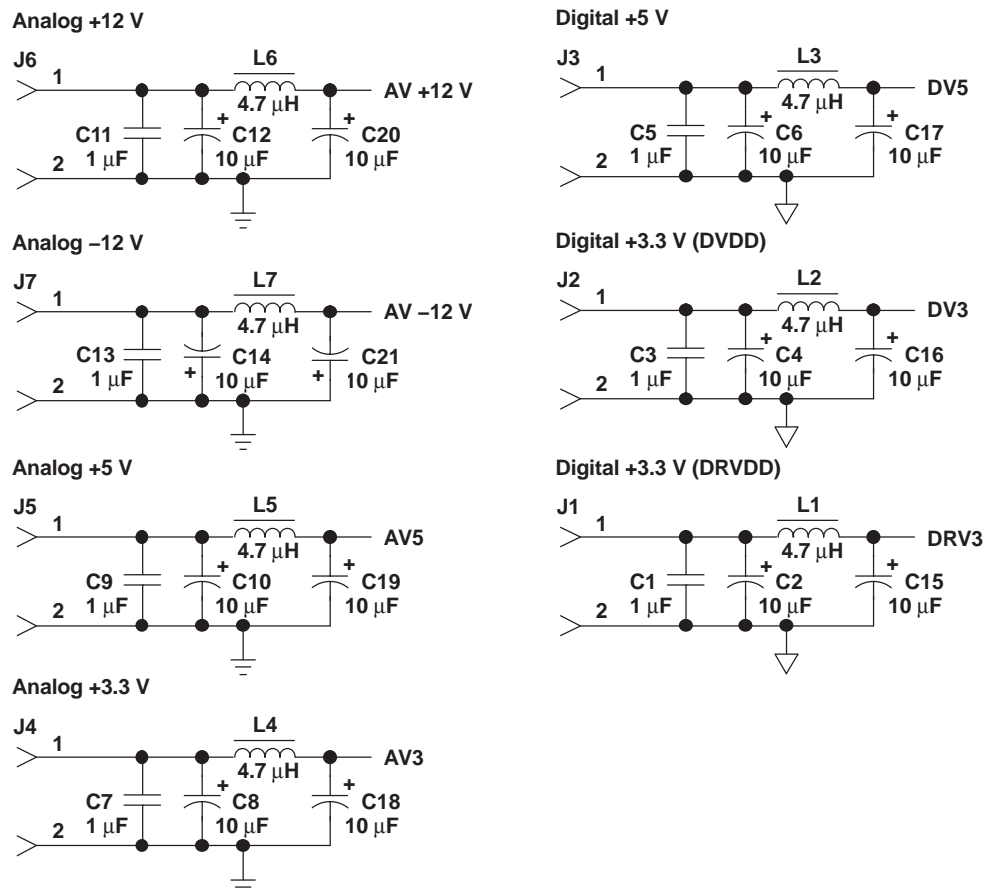 Analog +12 V
J6
1
L6
4.7 μH
AV +12 V
C11
1 μF
+
C12
10 μF
+
C20
10 μF
2
Analog –12 V
J7
1
L7
4.7 μH
AV –12 V
C13
1 μF
+
C14
10 μF
+
C21
10 μF
2
Analog +5 V
J5
1
L5
4.7 μH
AV5
C9
1 μF
+
C10
10 μF
+
C19
10 μF
2
Analog +3.3 V
J4
1
L4
4.7 μH
AV3
C7
1 μF
+
C8
10 μF
+
C18
10 μF
2
Digital +5 V
J3
1
L3
4.7 μH
DV5
C5
1 μF
+
C6
10 μF
+
C17
10 μF
2
Digital +3.3 V (DVDD)
J2
1
L2
4.7 μH
DV3
C3
1 μF
+
C4
10 μF
+
C16
10 μF
2
Digital +3.3 V (DRVDD)
J1
1
L1
4.7 μH
DRV3
C1
1 μF
+
C2
10 μF
+
C15
10 μF
2